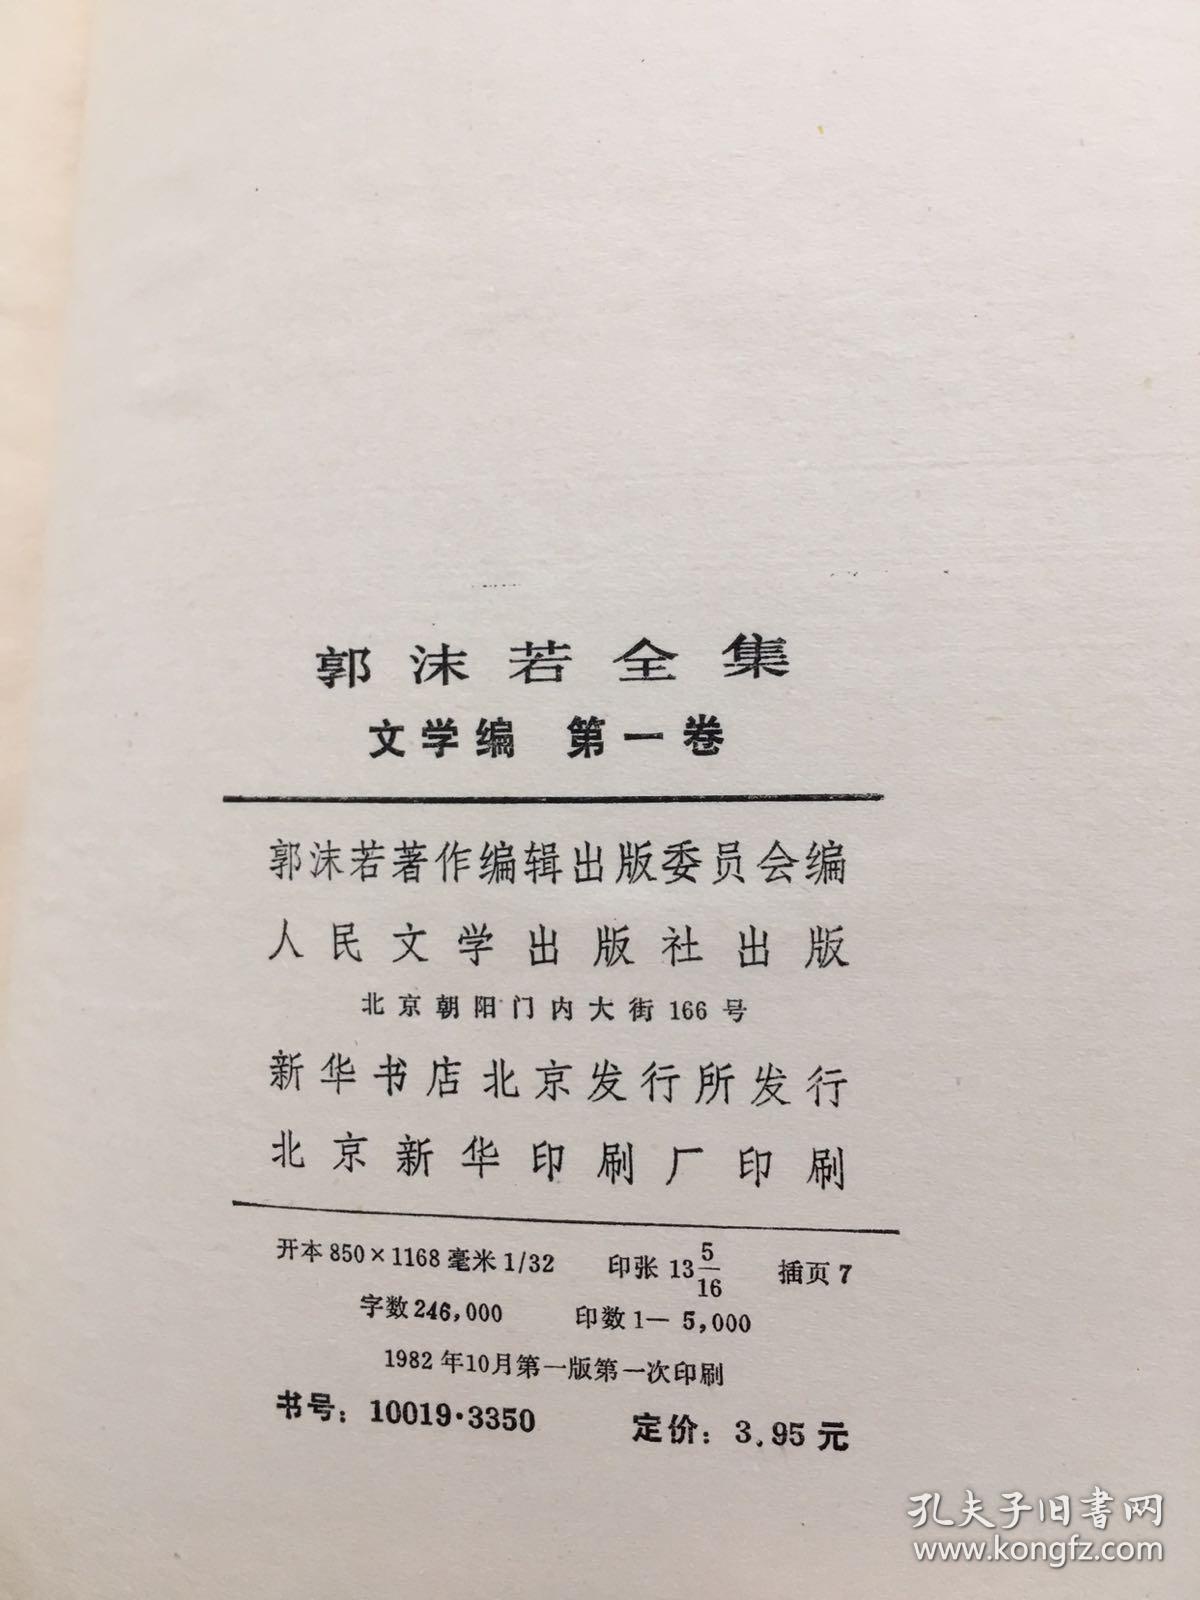 郭沫若全集
文学编 第一卷
郭沫若著作编辑出版委员会编
人民文学出版社出版
北京朝阳门内大街166号
新华书店北京发行所发行
北京新华印刷厂印刷
开本850×1168毫米1/32 印张13 5/16 插页7
字数246,000 印数1—5,000
1982年10月第一版第一次印刷
书号：10019·3350 定价：3.95元
孔夫子旧书网
www.kongfz.com